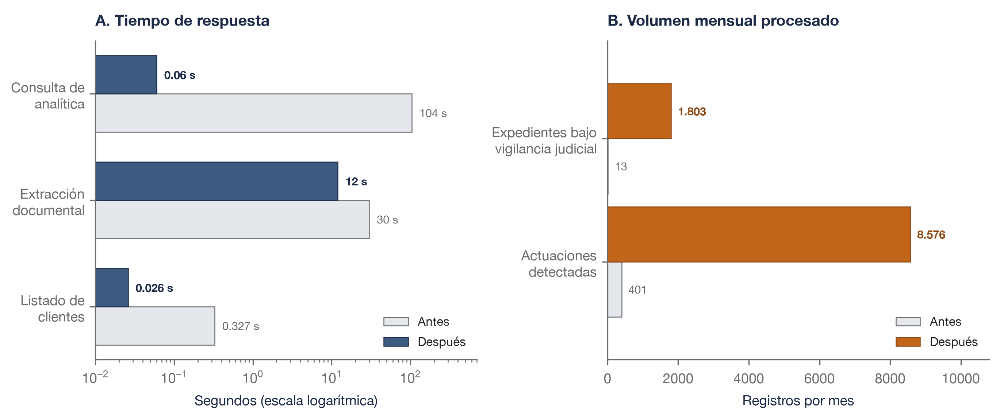 A. Tiempo de respuesta
Consulta de
analítica
0.06 s
104 s
Extracción
documental
12 s
30 s
Listado de
clientes
0.026 s
0.327 s
Antes
Después
10⁻² 10⁻¹ 10⁰ 10¹ 10²
Segundos (escala logarítmica)
B. Volumen mensual procesado
Expedientes bajo
vigilancia judicial
1.803
13
Actuaciones
detectadas
8.576
401
Antes
Después
0 2000 4000 6000 8000 10000
Registros por mes